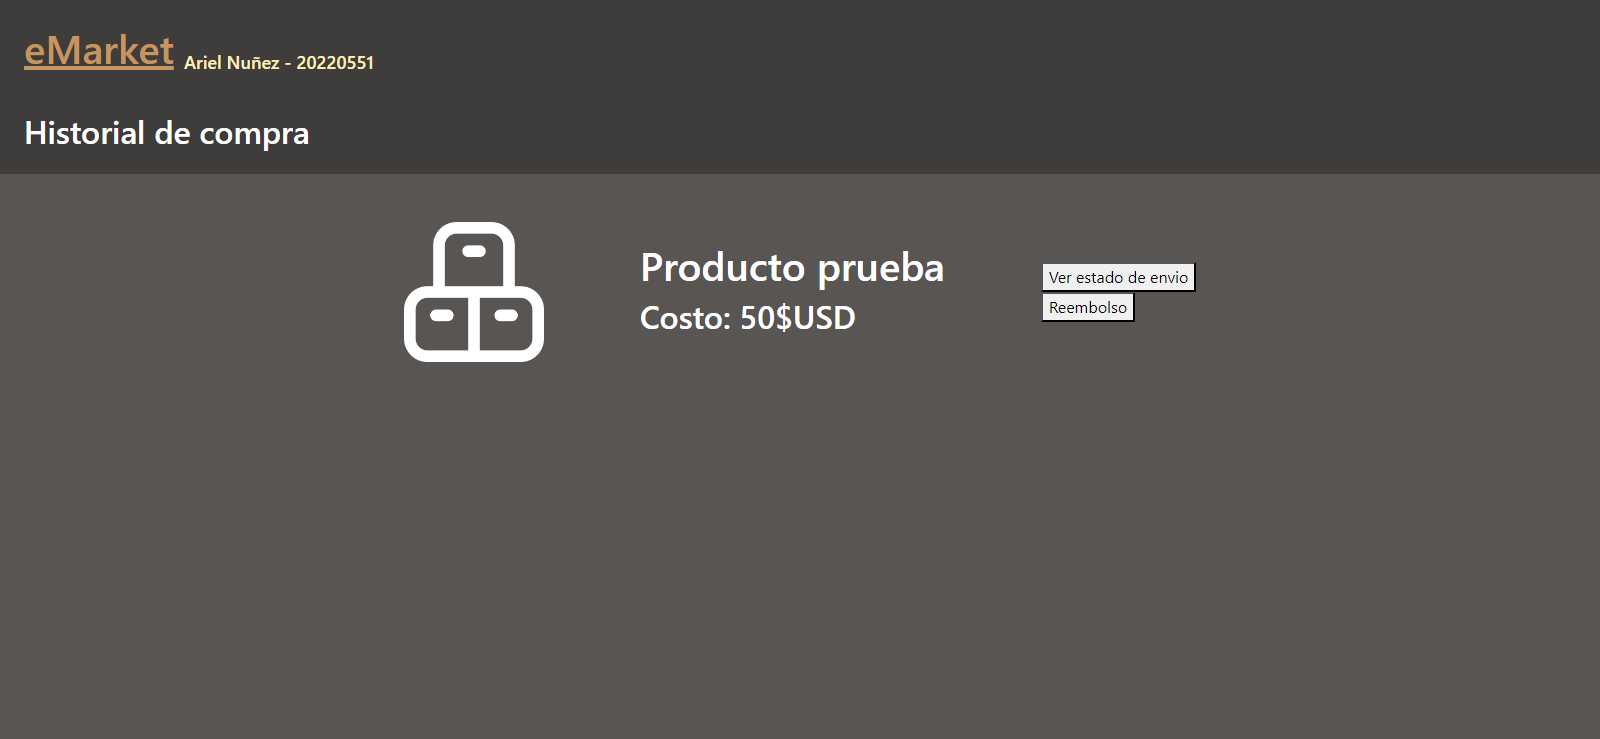 eMarket Ariel Nuñez - 20220551
Historial de compra
Producto prueba
Costo: 50$USD
Ver estado de envio
Reembolso